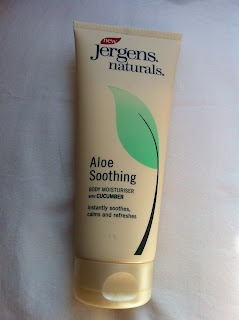 new
Jergens.
naturals.
Aloe
Soothing
BODY MOISTURISER
with CUCUMBER
instantly soothes,
calms and refreshes